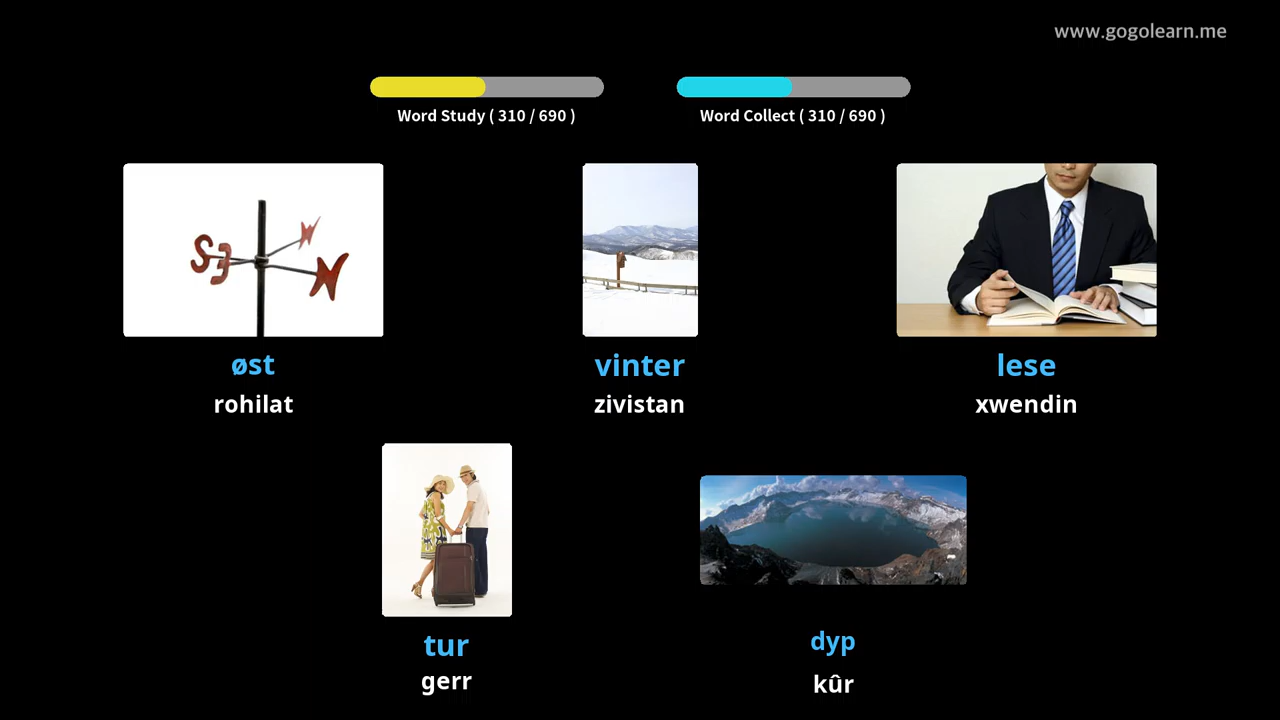 www.gogolearn.me
Word Study ( 310 / 690 )
Word Collect ( 310 / 690 )
S E N W
øst
rohilat
vinter
zivistan
lese
xwendin
tur
gerr
dyp
kûr